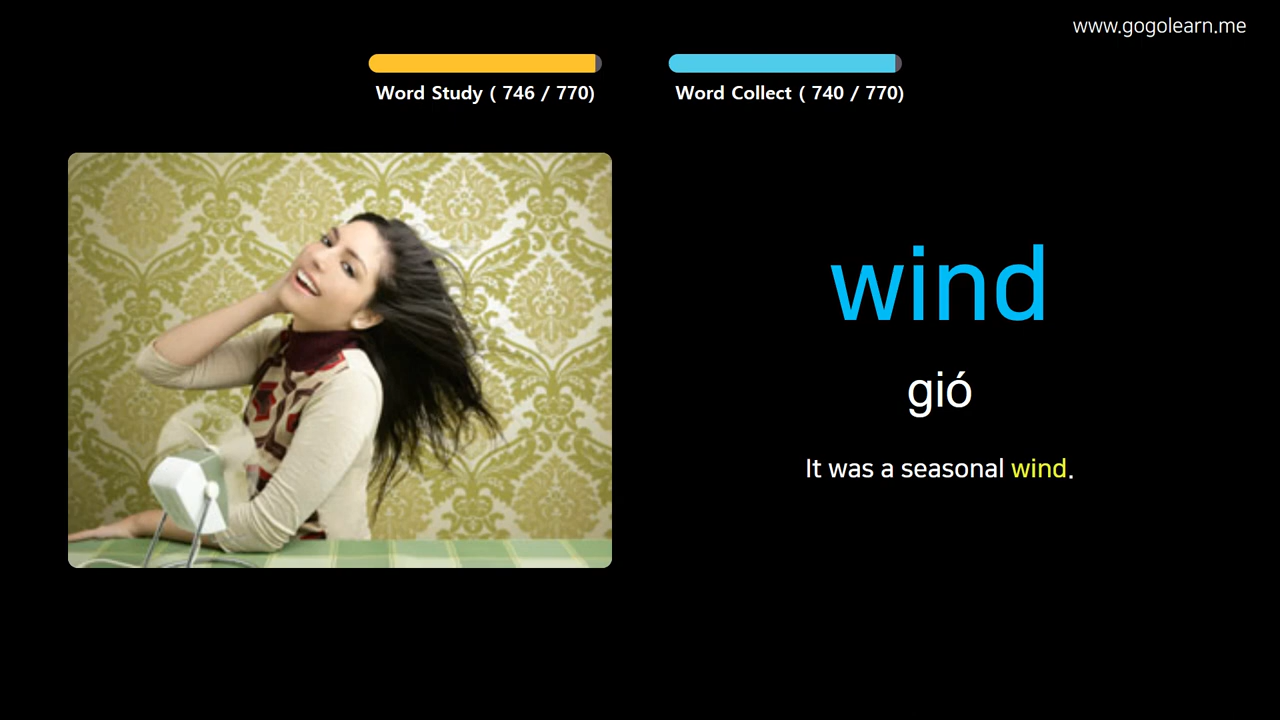 www.gogolearn.me
Word Study ( 746 / 770)
Word Collect ( 740 / 770)
wind
gió
It was a seasonal wind.